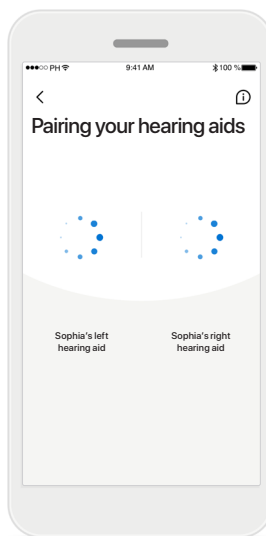 ●●●○○ PH 9:41 AM 100 %
Pairing your hearing aids
Sophia's left
hearing aid
Sophia's right
hearing aid